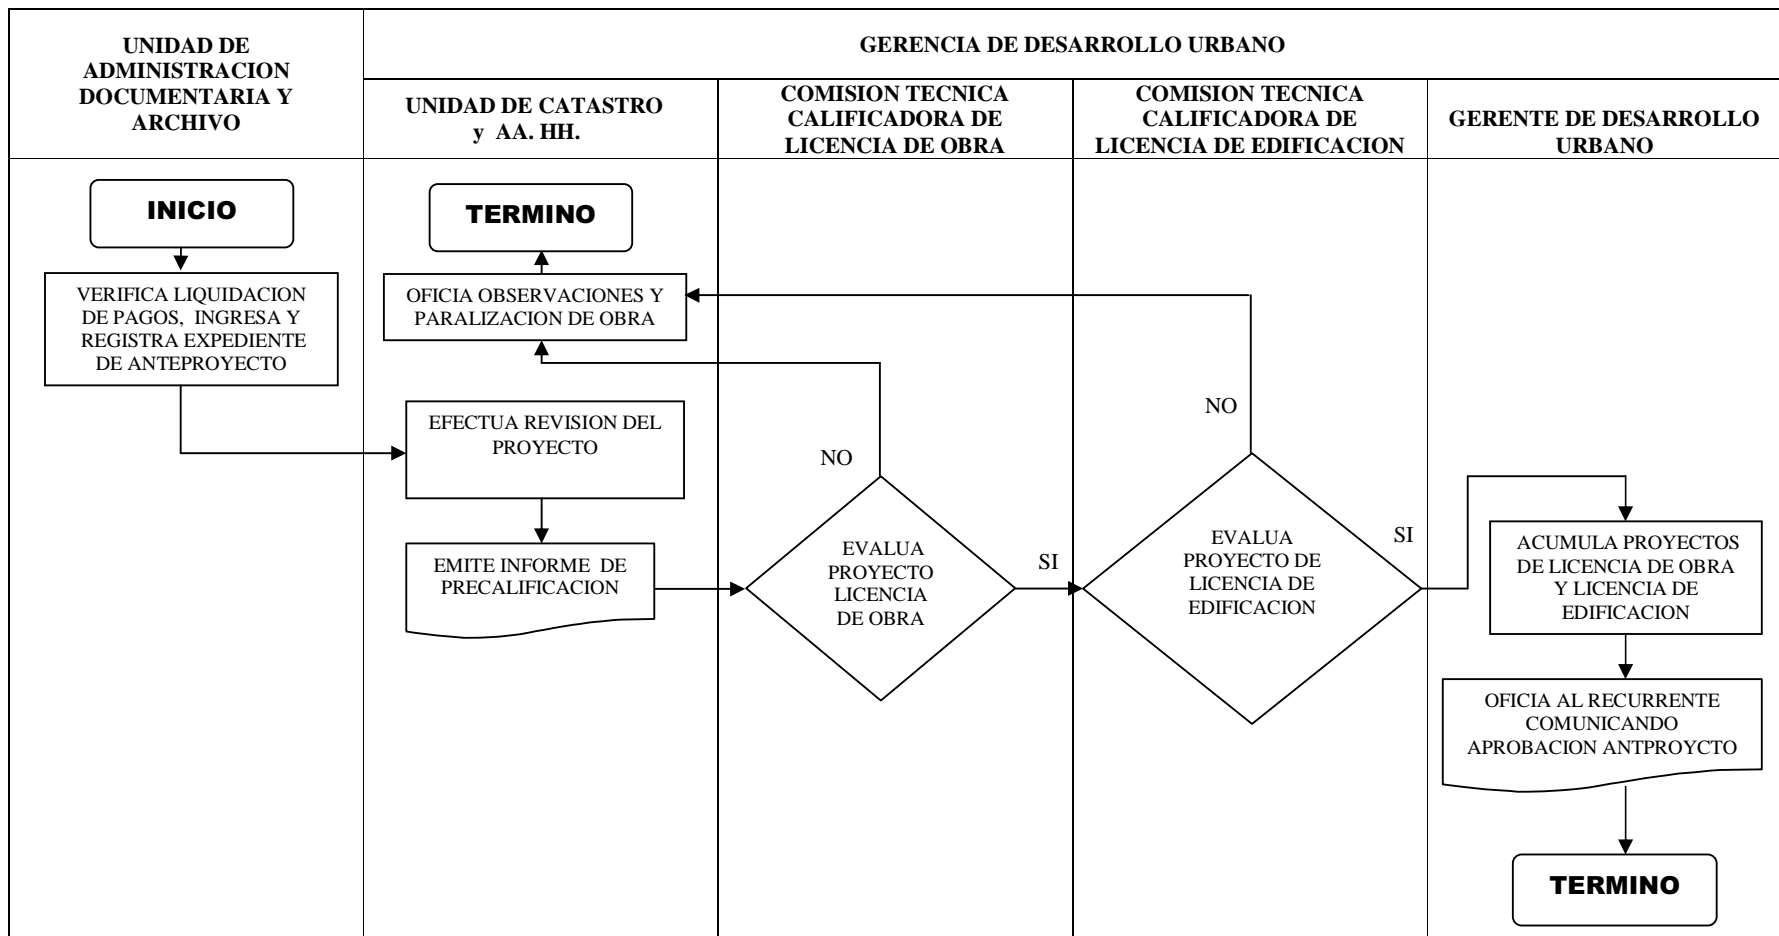 UNIDAD DE
ADMINISTRACION
DOCUMENTARIA Y
ARCHIVO
GERENCIA DE DESARROLLO URBANO
UNIDAD DE CATASTRO
y AA. HH.
COMISION TECNICA
CALIFICADORA DE
LICENCIA DE OBRA
COMISION TECNICA
CALIFICADORA DE
LICENCIA DE EDIFICACION
GERENTE DE DESARROLLO
URBANO
INICIO
VERIFICA LIQUIDACION
DE PAGOS, INGRESA Y
REGISTRA EXPEDIENTE
DE ANTEPROYECTO
TERMINO
OFICIA OBSERVACIONES Y
PARALIZACION DE OBRA
EFECTUA REVISION DEL
PROYECTO
EMITE INFORME DE
PRECALIFICACION
NO
EVALUA
PROYECTO
LICENCIA
DE OBRA
SI
NO
EVALUA
PROYECTO DE
LICENCIA DE
EDIFICACION
SI
ACUMULA PROYECTOS
DE LICENCIA DE OBRA
Y LICENCIA DE
EDIFICACION
OFICIA AL RECURRENTE
COMUNICANDO
APROBACION ANTPROYCTO
TERMINO